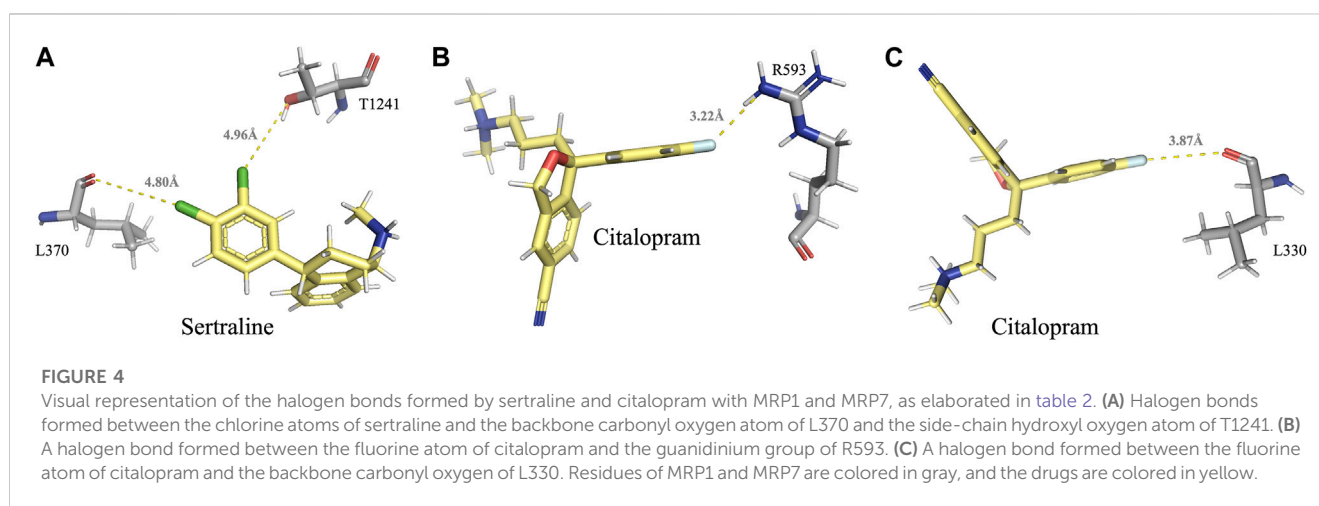 A
B
C
T1241
R593
4.96Å
3.22Å
3.87Å
4.80Å
L370
Citalopram
L330
Sertraline
Citalopram
FIGURE 4
Visual representation of the halogen bonds formed by sertraline and citalopram with MRP1 and MRP7, as elaborated in table 2. (A) Halogen bonds
formed between the chlorine atoms of sertraline and the backbone carbonyl oxygen atom of L370 and the side-chain hydroxyl oxygen atom of T1241. (B)
A halogen bond formed between the fluorine atom of citalopram and the guanidinium group of R593. (C) A halogen bond formed between the fluorine
atom of citalopram and the backbone carbonyl oxygen of L330. Residues of MRP1 and MRP7 are colored in gray, and the drugs are colored in yellow.